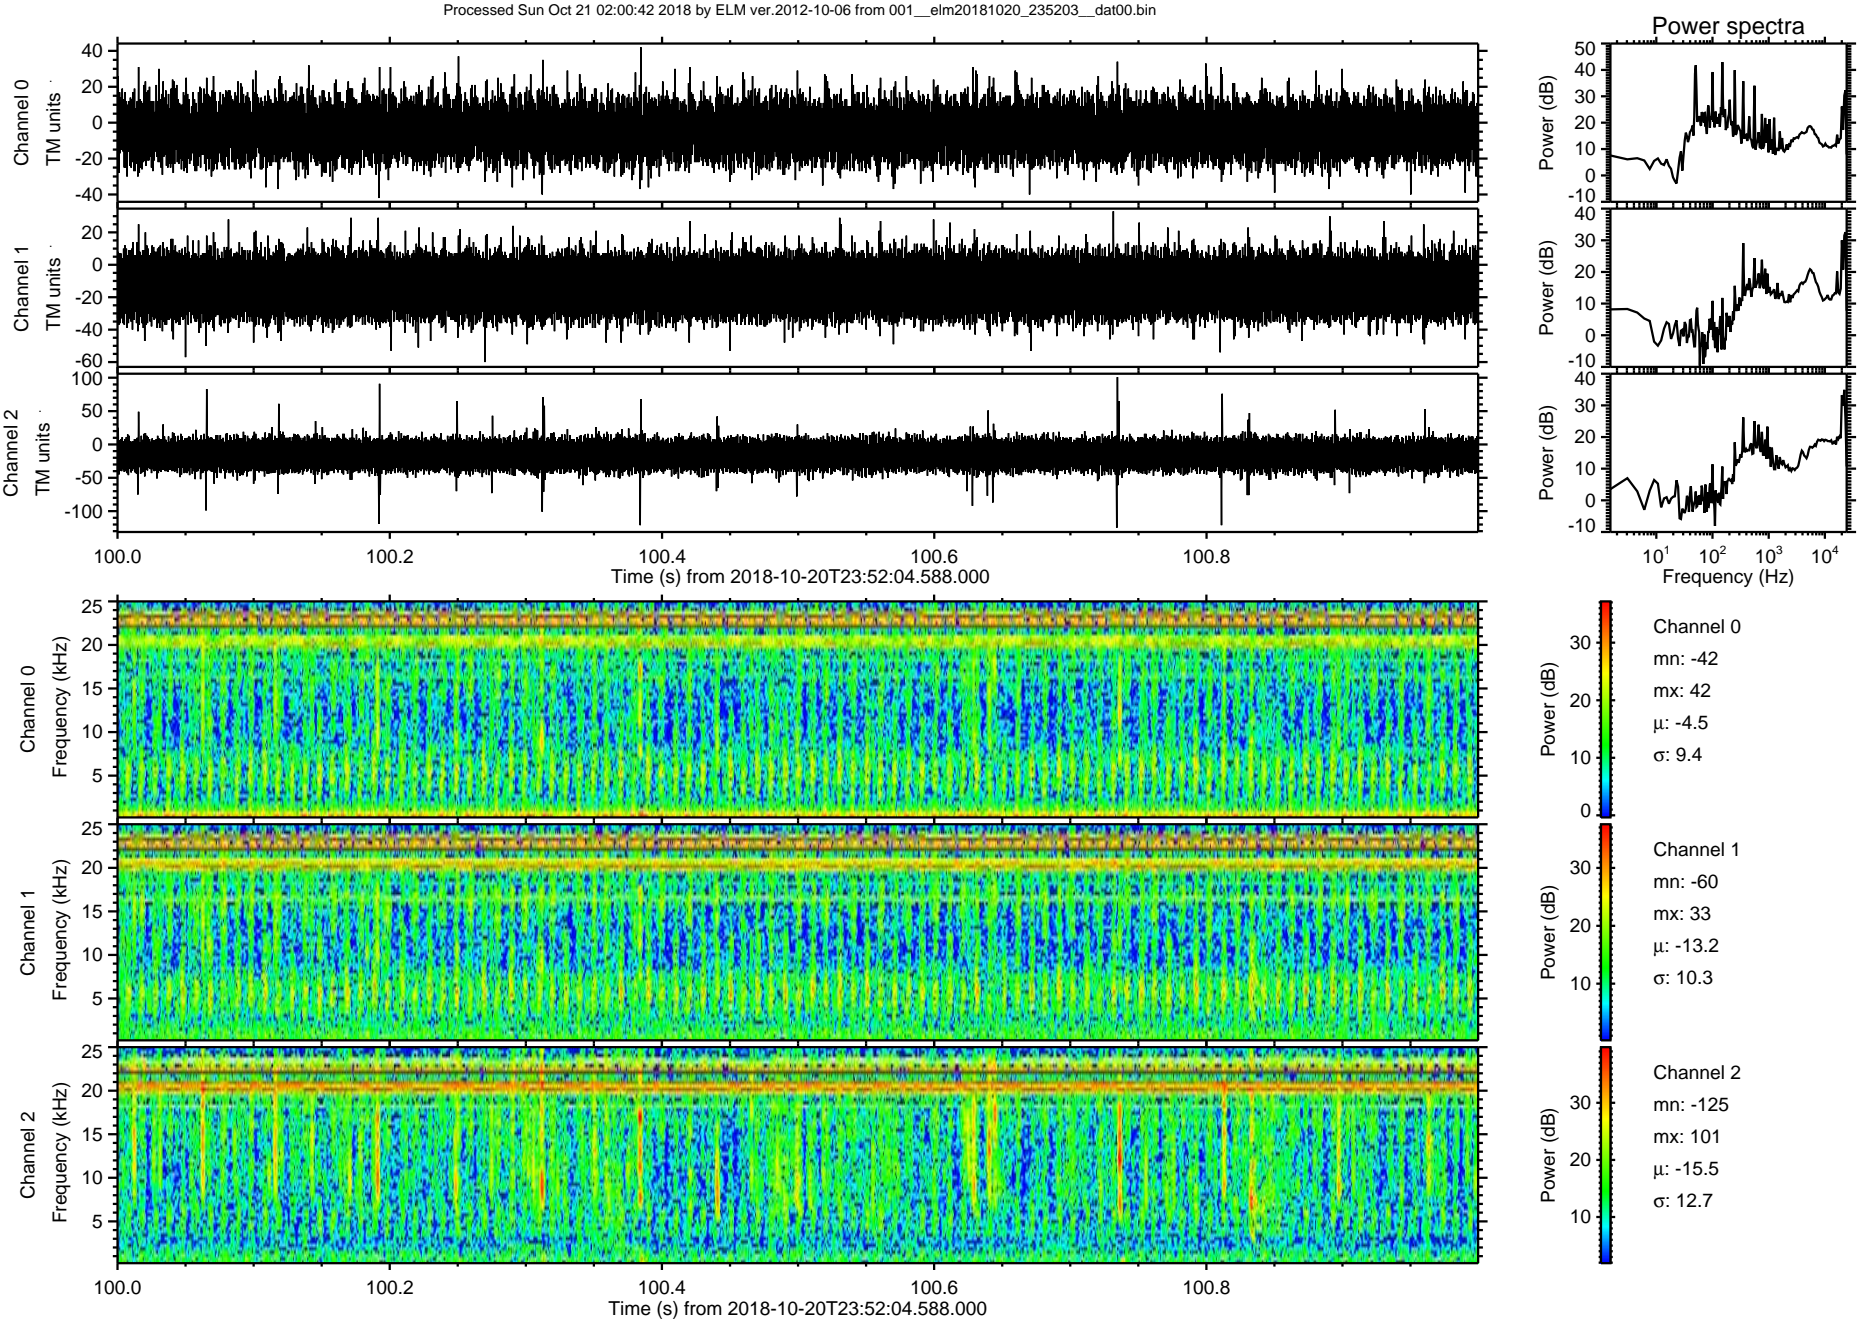 Processed Sun Oct 21 02:00:42 2018 by ELM ver.2012-10-06 from 001__elm20181020_235203__dat00.bin
Power spectra
Channel 0
TM units
40
20
0
-20
-40
Power (dB)
50
40
30
20
10
0
-10
Channel 1
TM units
20
0
-20
-40
-60
Power (dB)
40
30
20
10
0
-10
Channel 2
TM units
100
50
0
-50
-100
Power (dB)
40
30
20
10
0
-10
100.0 100.2 100.4 100.6 100.8
Time (s) from 2018-10-20T23:52:04.588.000
10¹ 10² 10³ 10⁴
Frequency (Hz)
Channel 0
Frequency (kHz)
25
20
15
10
5
Power (dB)
30
20
10
0
Channel 0
mn: -42
mx: 42
μ: -4.5
σ: 9.4
Channel 1
Frequency (kHz)
25
20
15
10
5
Power (dB)
30
20
10
Channel 1
mn: -60
mx: 33
μ: -13.2
σ: 10.3
Channel 2
Frequency (kHz)
25
20
15
10
5
Power (dB)
30
20
10
Channel 2
mn: -125
mx: 101
μ: -15.5
σ: 12.7
100.0 100.2 100.4 100.6 100.8
Time (s) from 2018-10-20T23:52:04.588.000